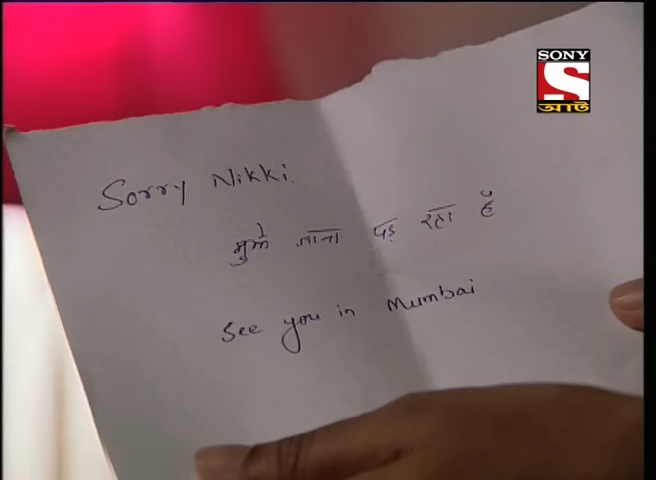 SONY
S
আট
Sorry Nikki.
मुझे जाना पड़ रहा है
See you in Mumbai